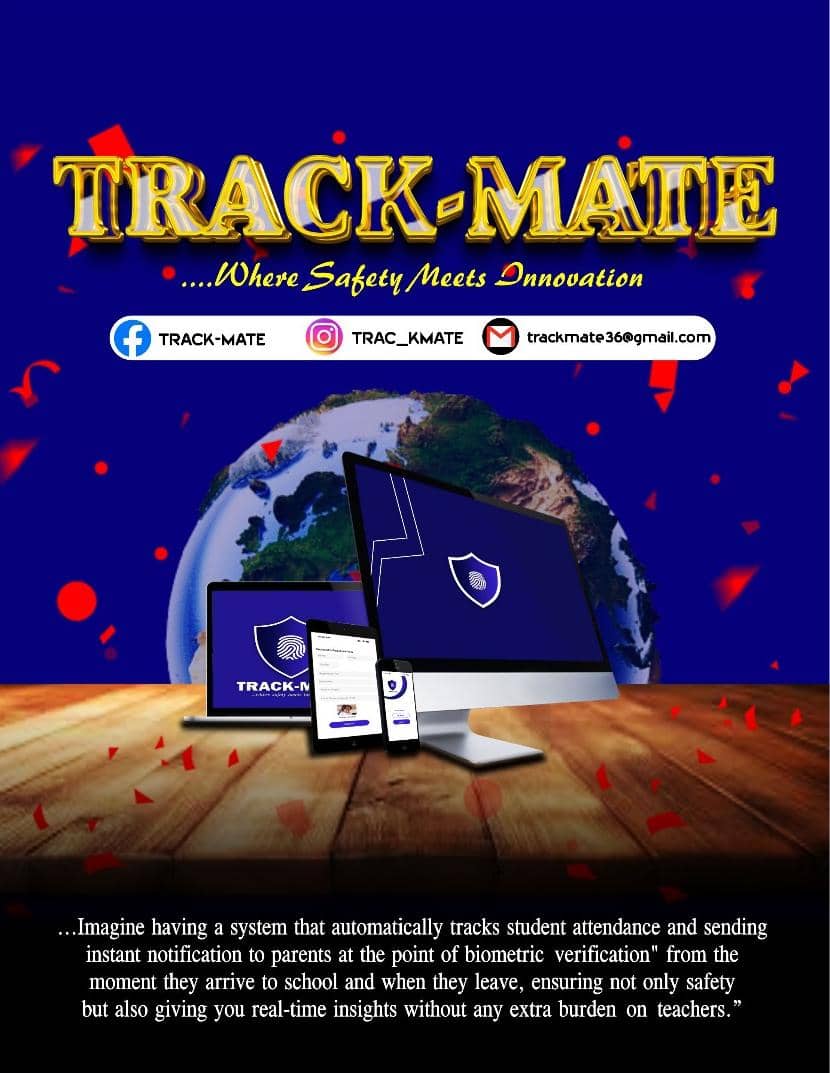 TRACK-MATE
....Where Safety Meets Innovation
TRACK-MATE TRAC_KMATE trackmate36@gmail.com
TRACK-M
...Imagine having a system that automatically tracks student attendance and sending
instant notification to parents at the point of biometric verification" from the
moment they arrive to school and when they leave, ensuring not only safety
but also giving you real-time insights without any extra burden on teachers.”